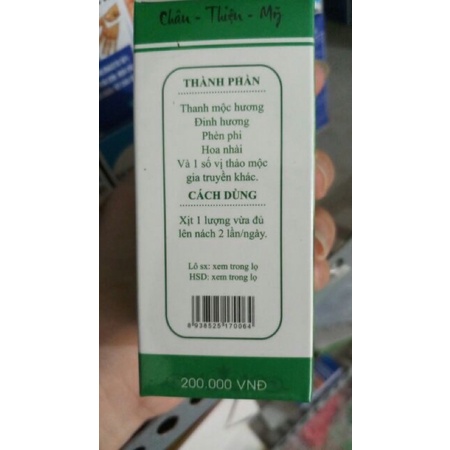 Chân - Thiện - Mỹ
THÀNH PHẦN
Thanh mộc hương
Đinh hương
Phèn phi
Hoa nhài
Và 1 số vị thảo mộc
gia truyền khác.
CÁCH DÙNG
Xịt 1 lượng vừa đủ
lên nách 2 lần/ngày.
Lô sx: xem trong lọ
HSD: xem trong lọ
8 938525 170064
200.000 VNĐ